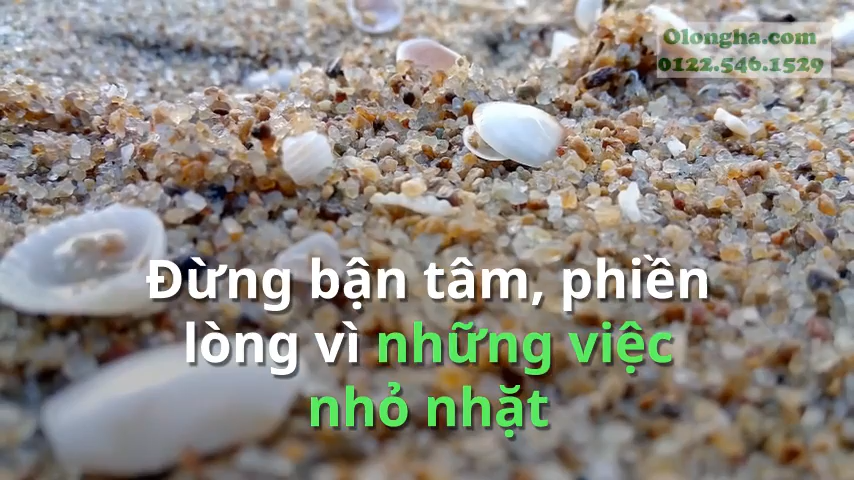 Olongha.com
0122.546.1529
Đừng bận tâm, phiền
lòng vì những việc
nhỏ nhặt